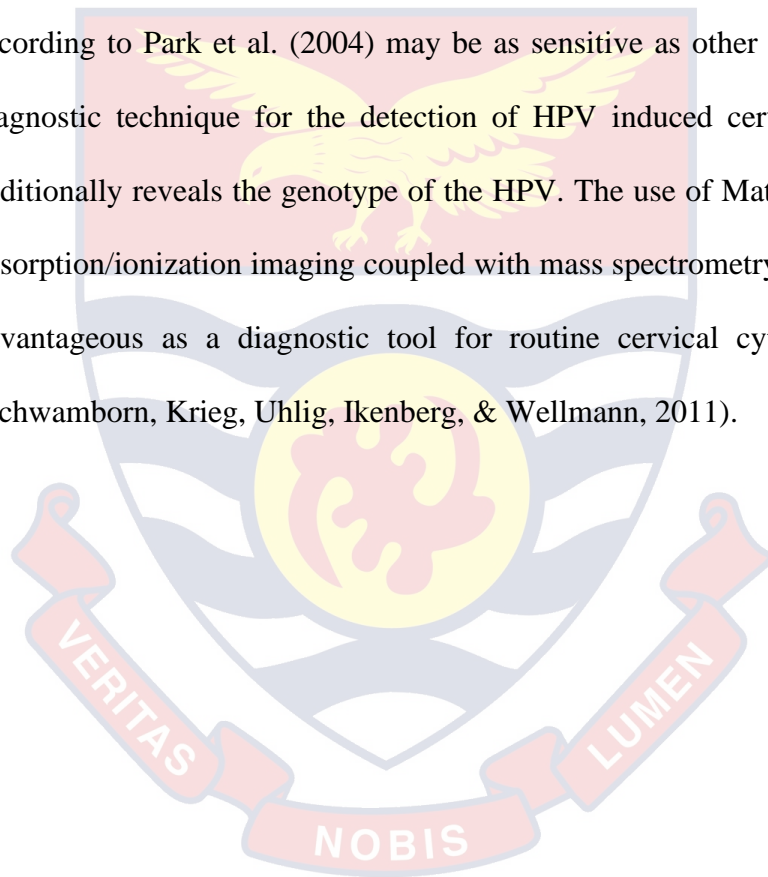 cording to Park et al. (2004) may be as sensitive as other
agnostic technique for the detection of HPV induced cer
ditionally reveals the genotype of the HPV. The use of Mat
sorption/ionization imaging coupled with mass spectrometry
vantageous as a diagnostic tool for routine cervical cy
chwamborn, Krieg, Uhlig, Ikenberg, & Wellmann, 2011).
VERITAS
NOBIS
LUMEN